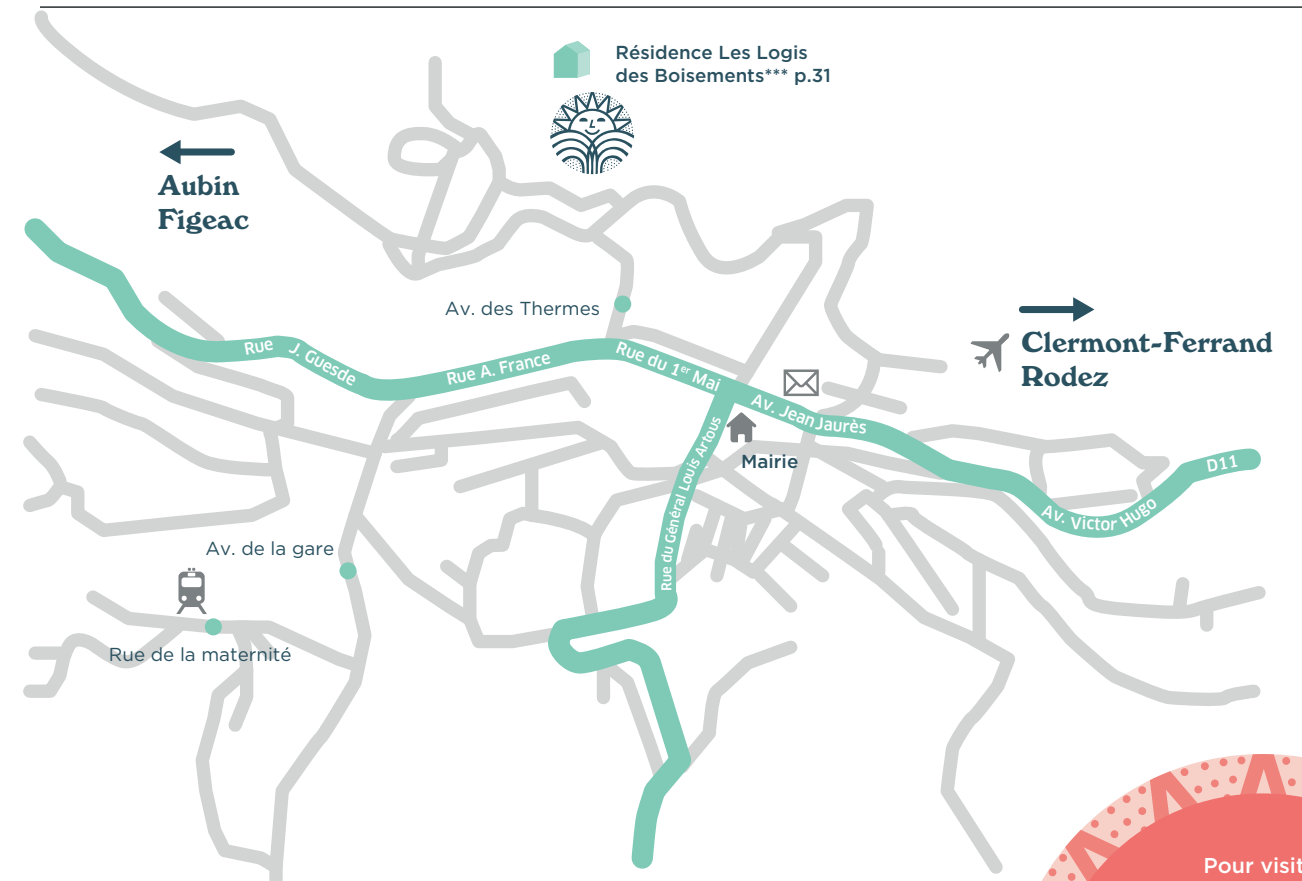 Résidence Les Logis
des Boisements*** p.31
Aubin
Figeac
Av. des Thermes
Clermont-Ferrand
Rodez
Rue J. Guesde
Rue A. France
Rue du 1er Mai
Av. Jean Jaurès
Mairie
Rue du Général Louis Artous
D11
Av. Victor Hugo
Av. de la gare
Rue de la maternité
Pour visit